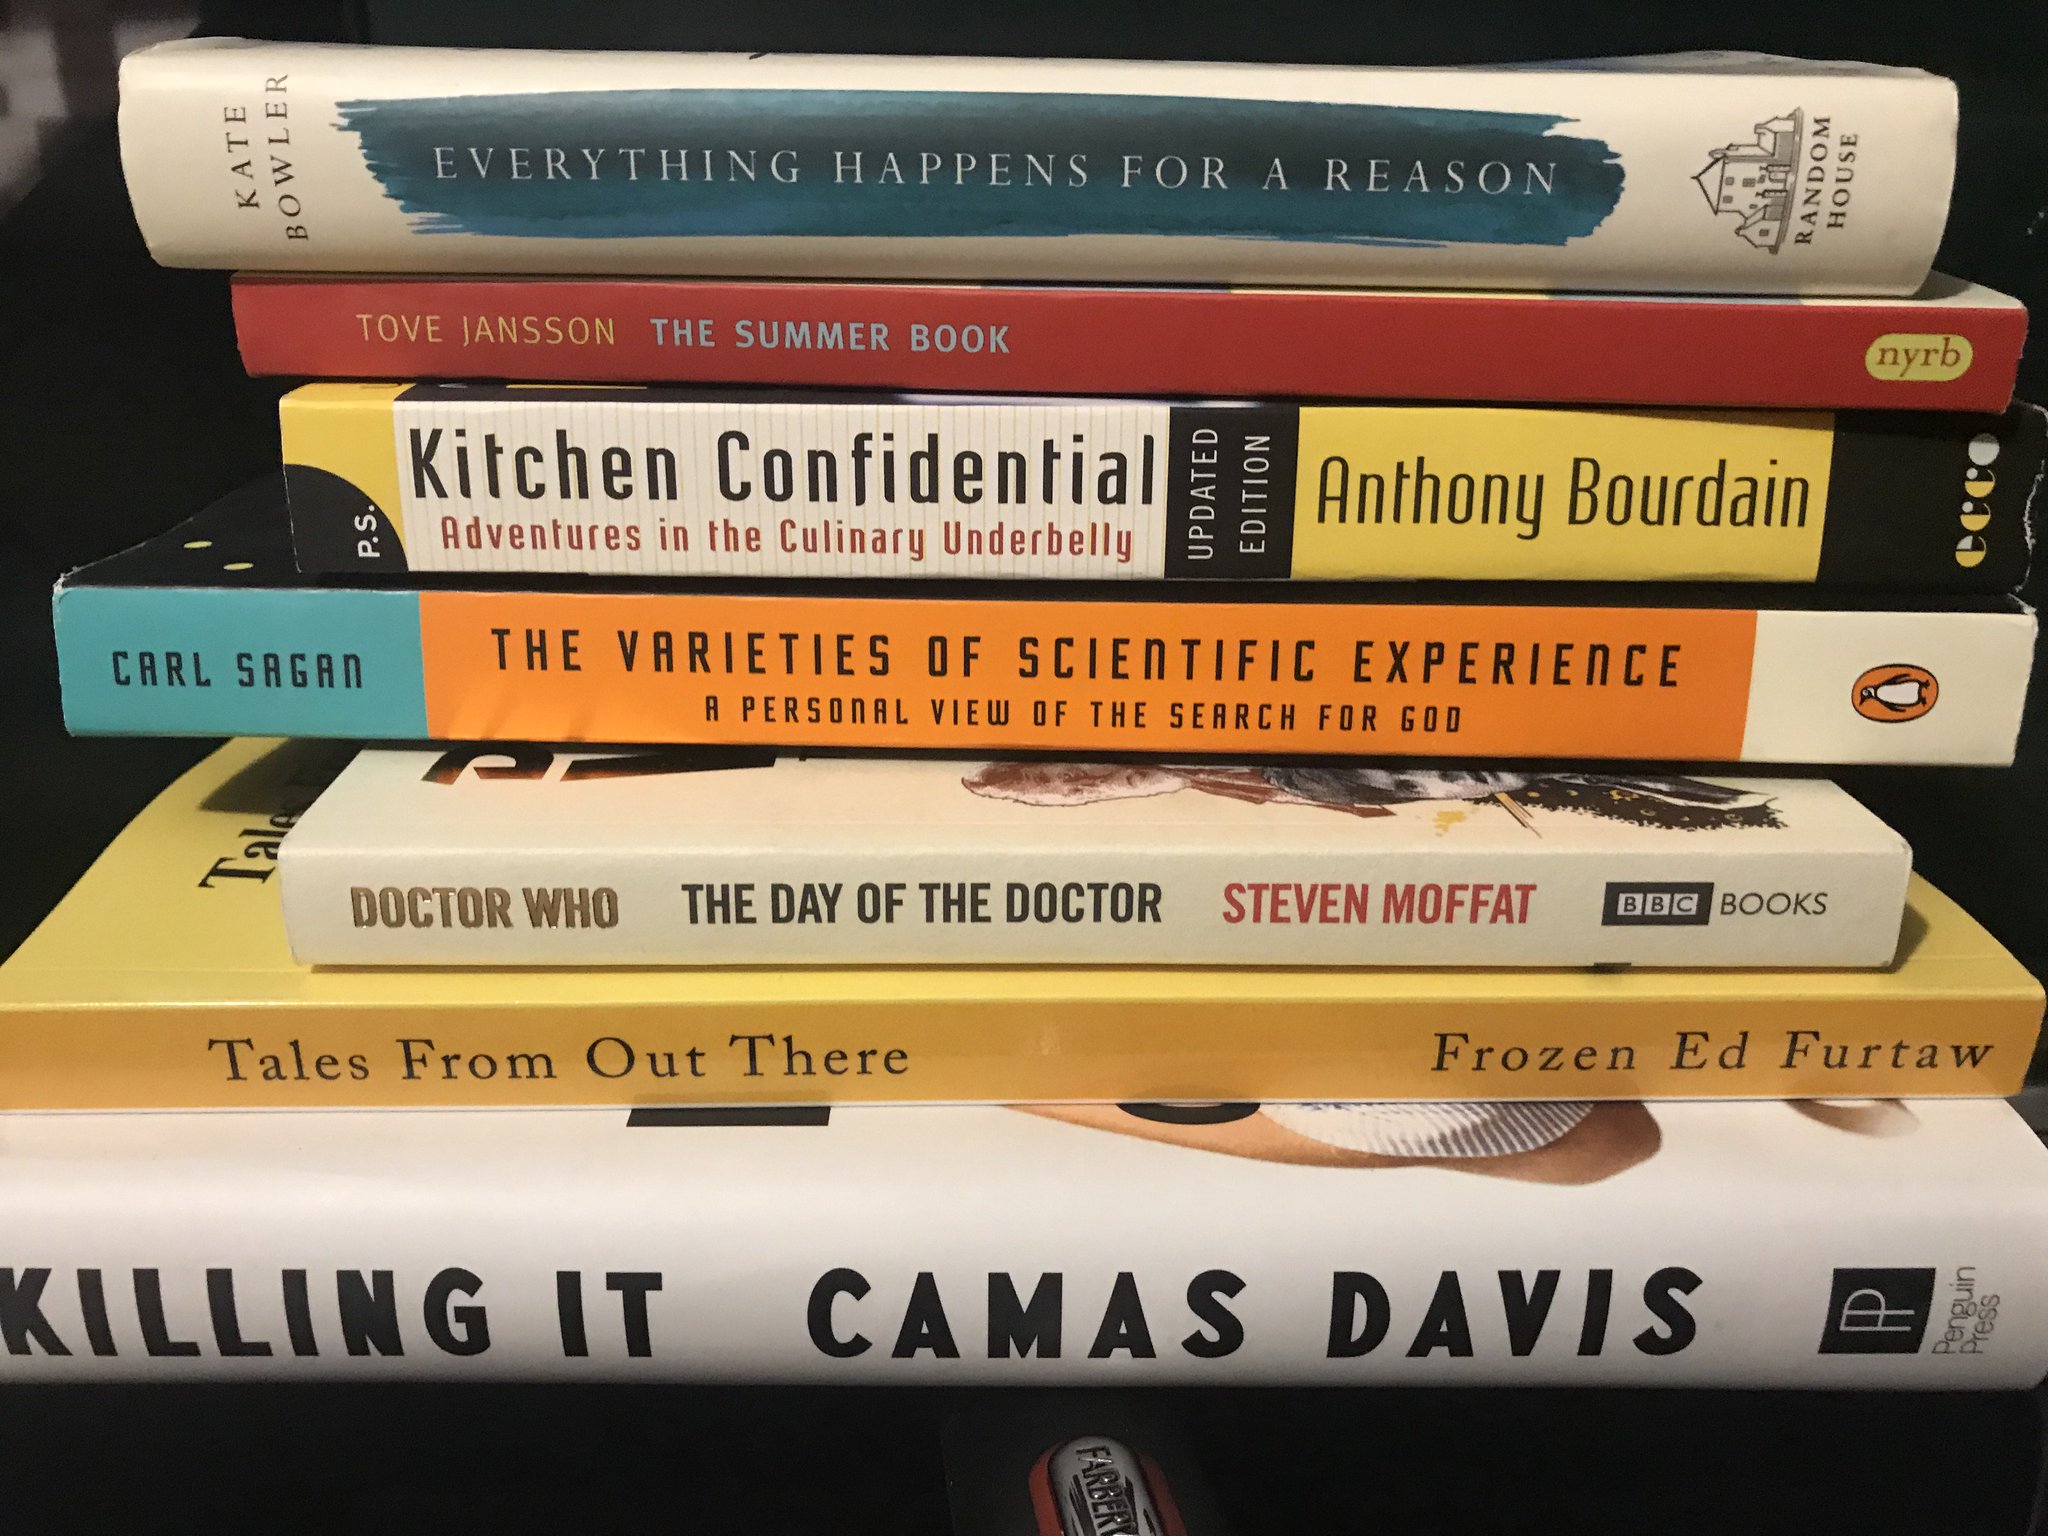 KATE
BOWLER
EVERYTHING HAPPENS FOR A REASON
RANDOM
HOUSE
TOVE JANSSON THE SUMMER BOOK
nyrb
P.S.
Kitchen Confidential
Adventures in the Culinary Underbelly
UPDATED
EDITION
Anthony Bourdain
ecco
CARL SAGAN
THE VARIETIES OF SCIENTIFIC EXPERIENCE
A PERSONAL VIEW OF THE SEARCH FOR GOD
DOCTOR WHO THE DAY OF THE DOCTOR STEVEN MOFFAT BBC BOOKS
Tales
Tales From Out There Frozen Ed Furtaw
KILLING IT CAMAS DAVIS
Penguin
Press